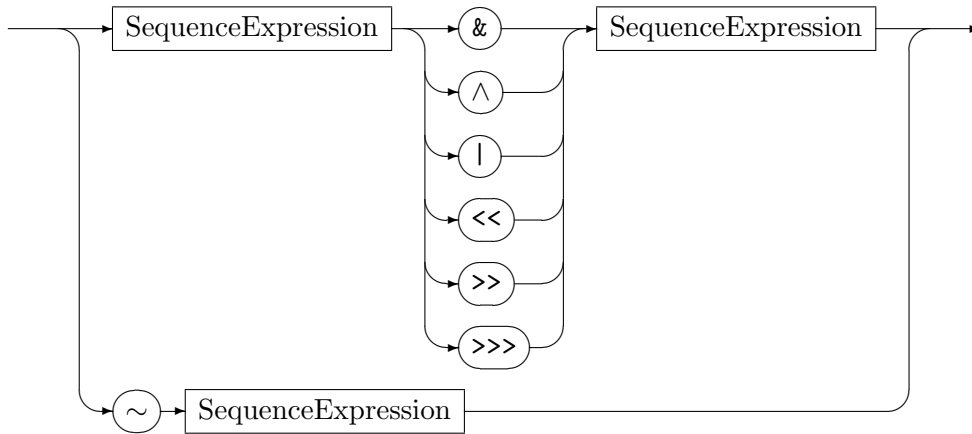 SequenceExpression & SequenceExpression
^
|
<<
>>
>>>
~ SequenceExpression